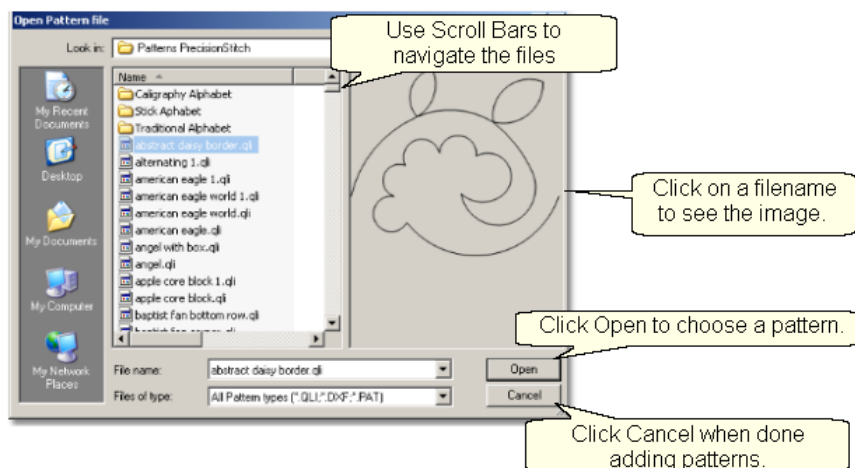 Open Pattern file
Use Scroll Bars to
navigate the files
Look in:
Patterns PrecisionStitch
My Recent
Documents
Desktop
My Documents
My Computer
My Network
Places
Name
Caligraphy Alphabet
Stick Aphabet
Traditional Alphabet
abstract daisy border.qli
alternating 1.qli
american eagle 1.qli
american eagle world 1.qli
american eagle world.qli
american eagle.qli
angel with box.qli
angel.qli
apple core block 1.qli
apple core block.qli
baptist fan bottom row.qli
Click on a filename
to see the image.
Click Open to choose a pattern.
File name:
abstract daisy border.qli
Open
Files of type:
All Pattern types (*.QLI;*.DXF;*.PAT)
Cancel
Click Cancel when done
adding patterns.